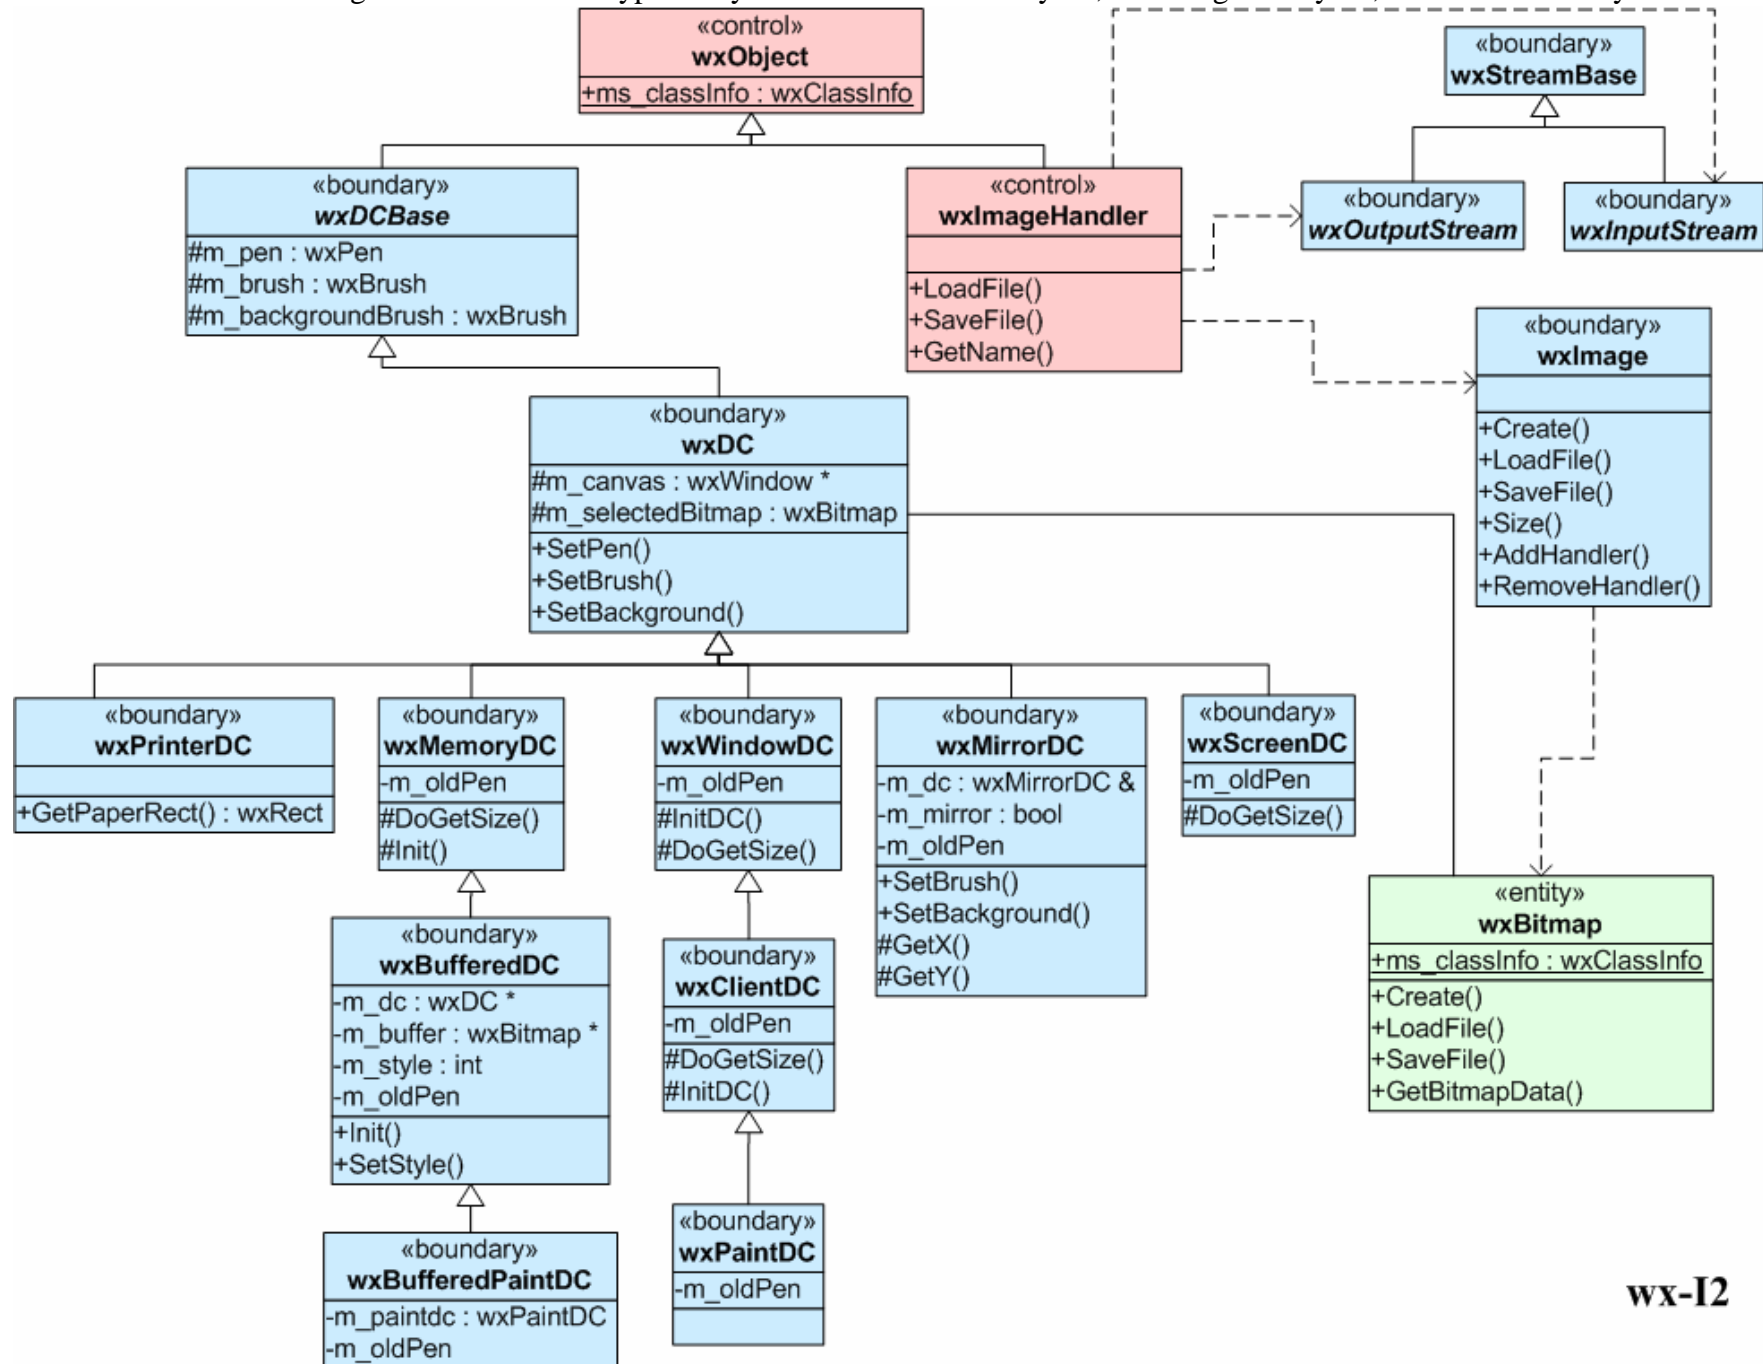 «control»
wxObject
+ms_classInfo : wxClassInfo
«boundary»
wxStreamBase
«boundary»
wxDCBase
#m_pen : wxPen
#m_brush : wxBrush
#m_backgroundBrush : wxBrush
«control»
wxImageHandler
+LoadFile()
+SaveFile()
+GetName()
«boundary»
wxOutputStream
«boundary»
wxInputStream
«boundary»
wxImage
+Create()
+LoadFile()
+SaveFile()
+Size()
+AddHandler()
+RemoveHandler()
«boundary»
wxDC
#m_canvas : wxWindow *
#m_selectedBitmap : wxBitmap
+SetPen()
+SetBrush()
+SetBackground()
«boundary»
wxPrinterDC
+GetPaperRect() : wxRect
«boundary»
wxMemoryDC
-m_oldPen
#DoGetSize()
#Init()
«boundary»
wxWindowDC
-m_oldPen
#InitDC()
#DoGetSize()
«boundary»
wxMirrorDC
-m_dc : wxMirrorDC &
-m_mirror : bool
-m_oldPen
+SetBrush()
+SetBackground()
#GetX()
#GetY()
«boundary»
wxScreenDC
-m_oldPen
#DoGetSize()
«entity»
wxBitmap
+ms_classInfo : wxClassInfo
+Create()
+LoadFile()
+SaveFile()
+GetBitmapData()
«boundary»
wxBufferedDC
-m_dc : wxDC *
-m_buffer : wxBitmap *
-m_style : int
-m_oldPen
+Init()
+SetStyle()
«boundary»
wxClientDC
-m_oldPen
#DoGetSize()
#InitDC()
«boundary»
wxBufferedPaintDC
-m_paintdc : wxPaintDC
-m_oldPen
«boundary»
wxPaintDC
-m_oldPen
wx-I2